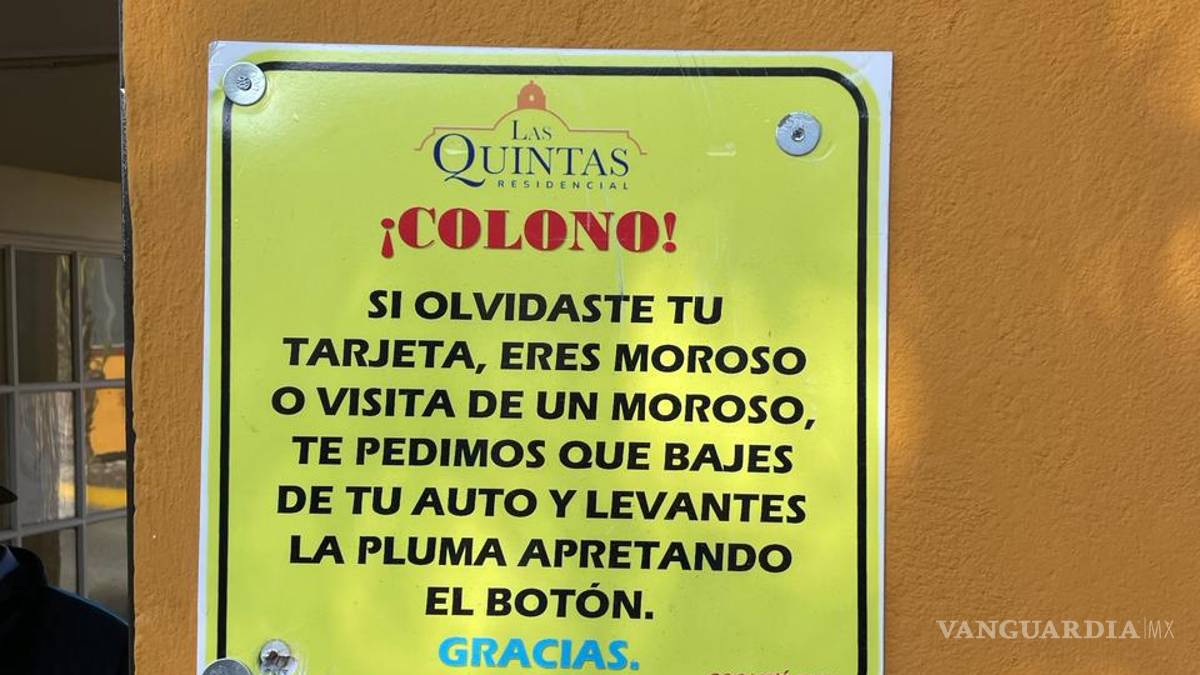 LAS
QUINTAS
RESIDENCIAL
¡COLONO!
SI OLVIDASTE TU
TARJETA, ERES MOROSO
O VISITA DE UN MOROSO,
TE PEDIMOS QUE BAJES
DE TU AUTO Y LEVANTES
LA PLUMA APRETANDO
EL BOTÓN.
GRACIAS.
VANGUARDIA|MX